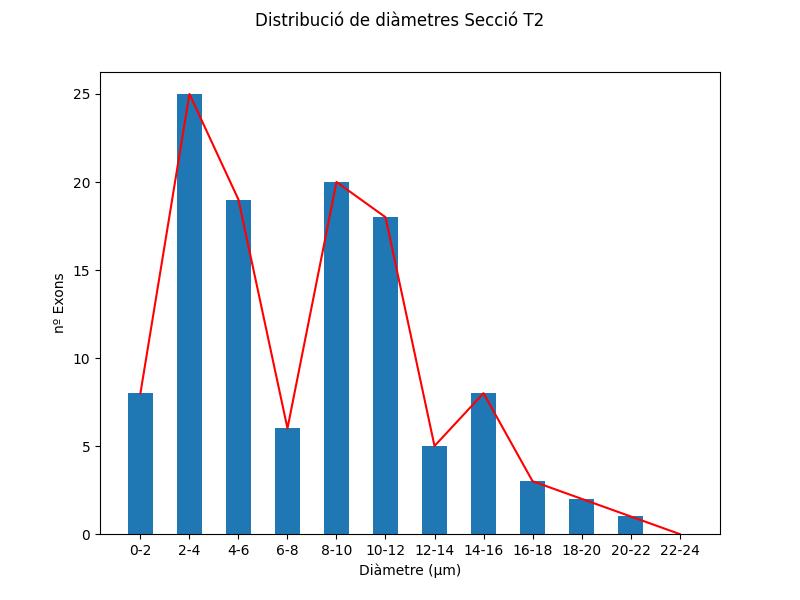 Distribució de diàmetres Secció T2
25
20
15
10
5
0
nº Exons
0-2 2-4 4-6 6-8 8-10 10-12 12-14 14-16 16-18 18-20 20-22 22-24
Diàmetre (μm)